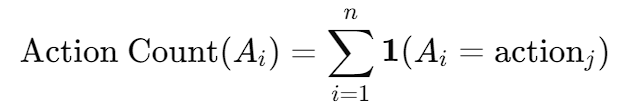 Action Count(A_i) = \sum_{i=1}^{n} \mathbf{1}(A_i = action_j)